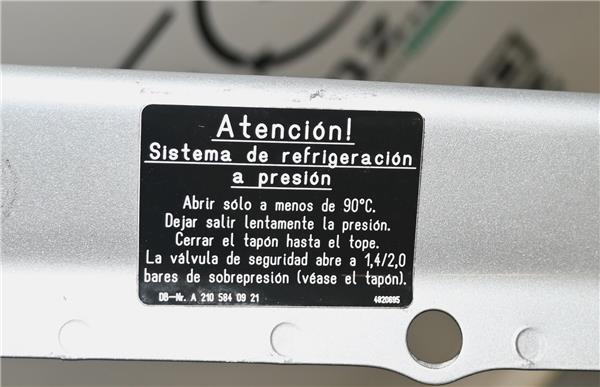 Atención!
Sistema de refrigeración
a presión
Abrir sólo a menos de 90°C.
Dejar salir lentamente la presión.
Cerrar el tapón hasta el tope.
La válvula de seguridad abre a 1,4/2,0
bares de sobrepresión (véase el tapón).
DB-Nr. A 210 584 09 21 4820695